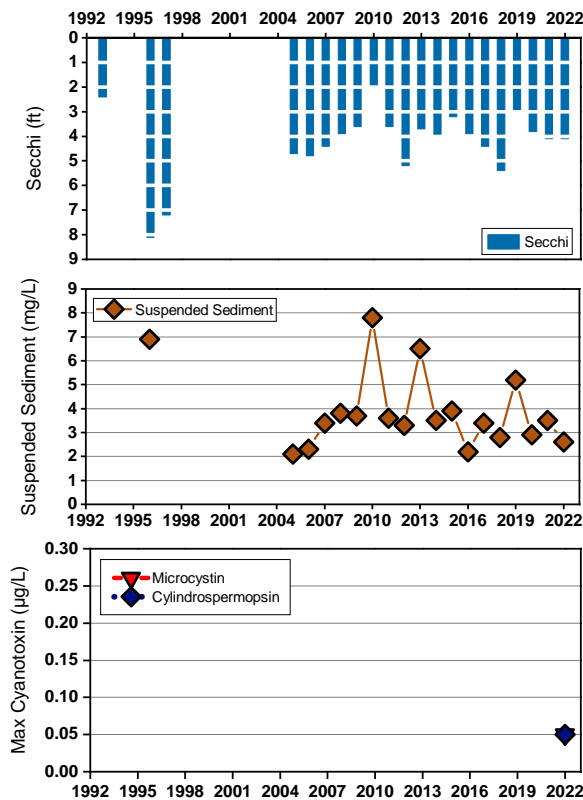 1992 1995 1998 2001 2004 2007 2010 2013 2016 2019 2022
0
1
2
3
4
5
6
7
8
9
Secchi (ft)
Secchi
9
8
7
6
5
4
3
2
1
0
Suspended Sediment (mg/L)
Suspended Sediment
1992 1995 1998 2001 2004 2007 2010 2013 2016 2019 2022
0.30
0.25
0.20
0.15
0.10
0.05
0.00
Max Cyanotoxin (µg/L)
Microcystin
Cylindrospermopsin
1992 1995 1998 2001 2004 2007 2010 2013 2016 2019 2022